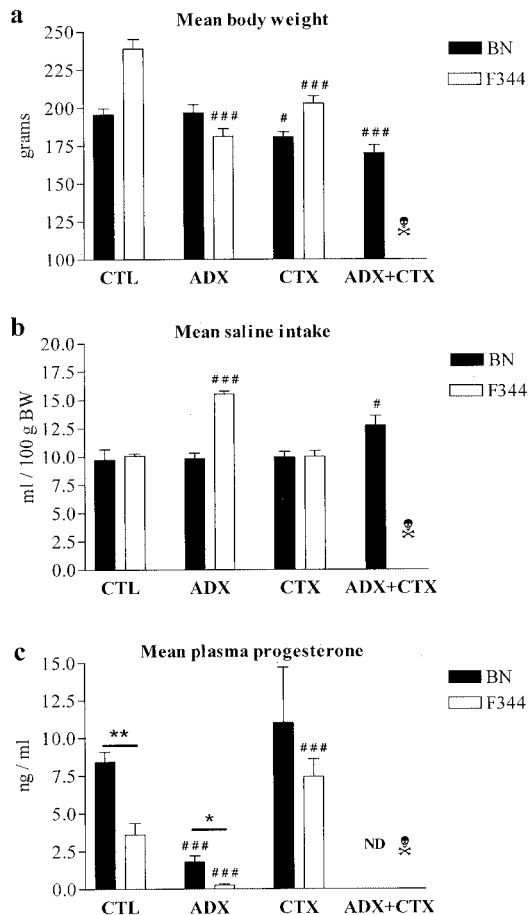 a
Mean body weight
BN
F344
250
225
200
175
150
125
100
grams
###
#
###
###
CTL
ADX
CTX
ADX+CTX
b
Mean saline intake
BN
F344
20.0
17.5
15.0
12.5
10.0
7.5
5.0
2.5
0.0
ml / 100 g BW
###
#
CTL
ADX
CTX
ADX+CTX
c
Mean plasma progesterone
BN
F344
15.0
12.5
10.0
7.5
5.0
2.5
0.0
ng / ml
**
###
*
###
###
ND
CTL
ADX
CTX
ADX+CTX